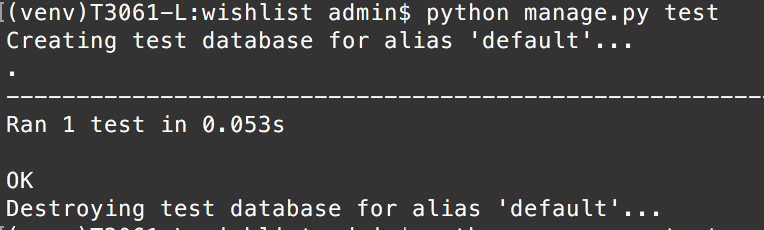 (venv)T3061-L:wishlist admin$ python manage.py test
Creating test database for alias 'default'...
.
----------------------------------------------------------------------
Ran 1 test in 0.053s
OK
Destroying test database for alias 'default'...